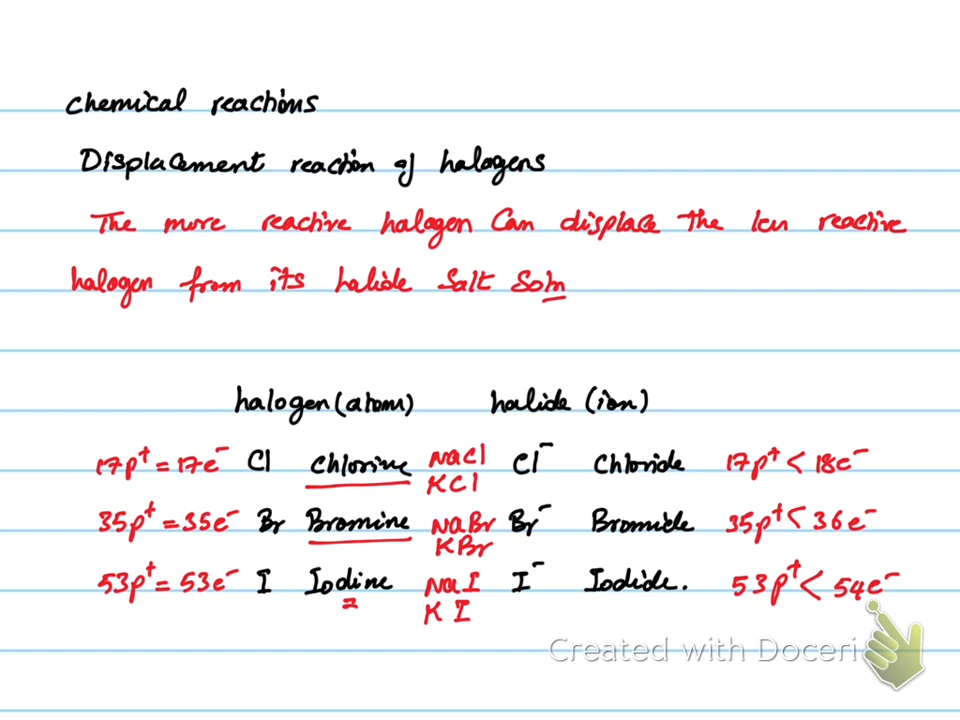 Chemical reactions
Displacement reaction of halogens
The more reactive halogen can displace the less reactive
halogen from its halide salt soln
halogen (atom) halide (ion)
17p⁺ = 17e⁻ Cl Chlorine NaCl Cl⁻ Chloride 17p⁺ < 18e⁻
KCl
35p⁺ = 35e⁻ Br Bromine NaBr Br⁻ Bromide 35p⁺ < 36e⁻
KBr
53p⁺ = 53e⁻ I Iodine NaI I⁻ Iodide. 53p⁺ < 54e⁻
KI
Created with Doceri